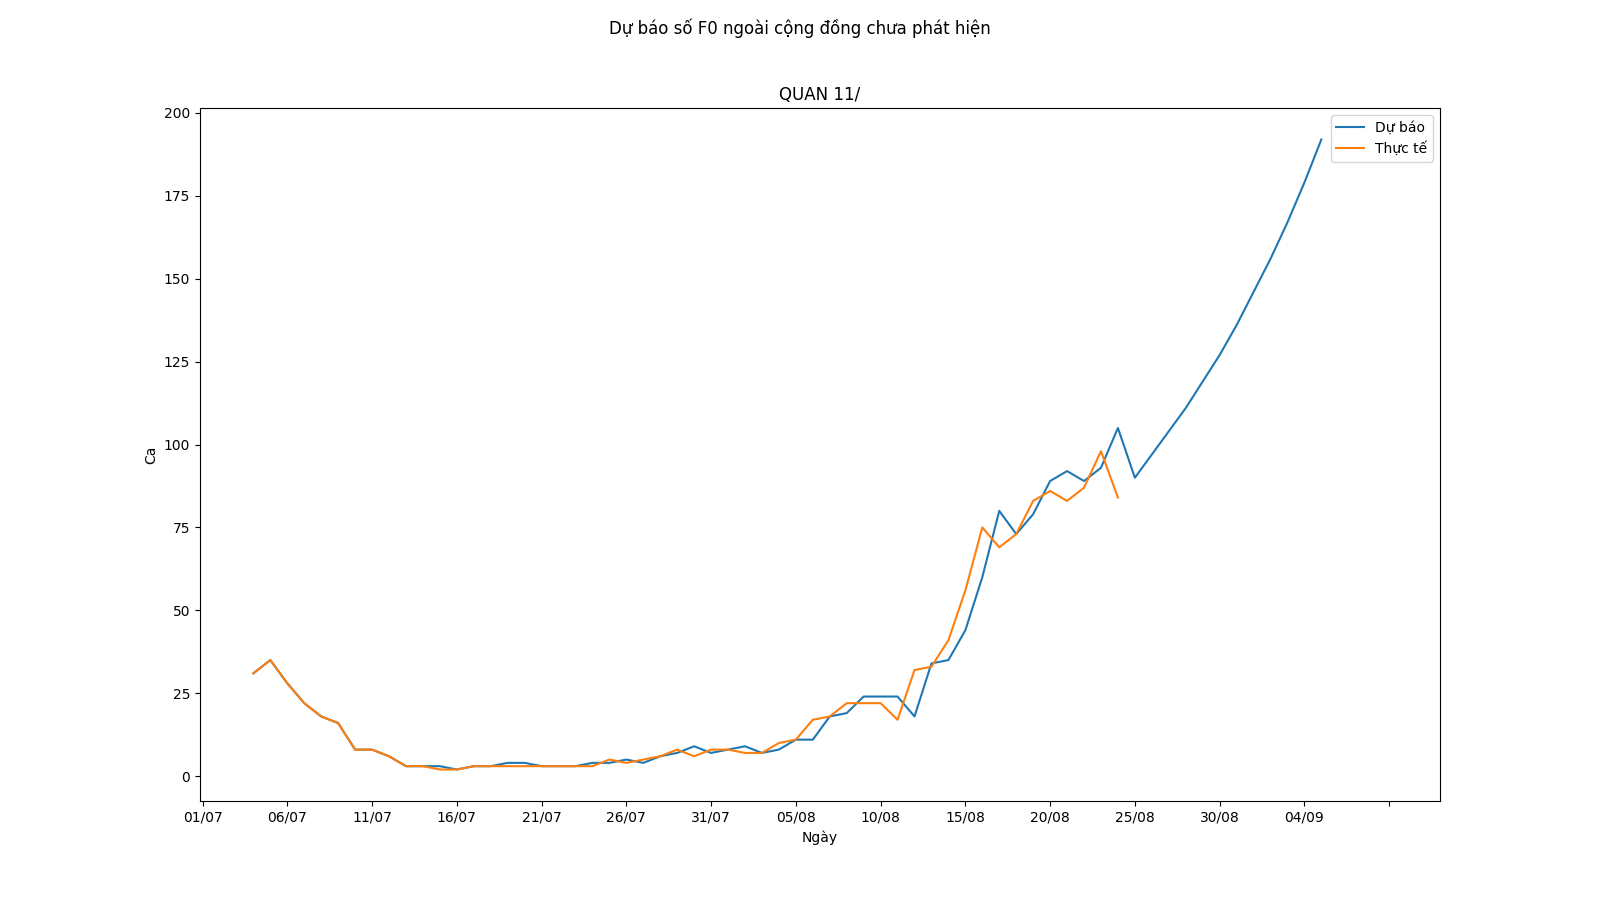 Dự báo số F0 ngoài cộng đồng chưa phát hiện
QUAN 11/
Dự báo
Thực tế
Ca
200
175
150
125
100
75
50
25
0
01/07 06/07 11/07 16/07 21/07 26/07 31/07 05/08 10/08 15/08 20/08 25/08 30/08 04/09
Ngày